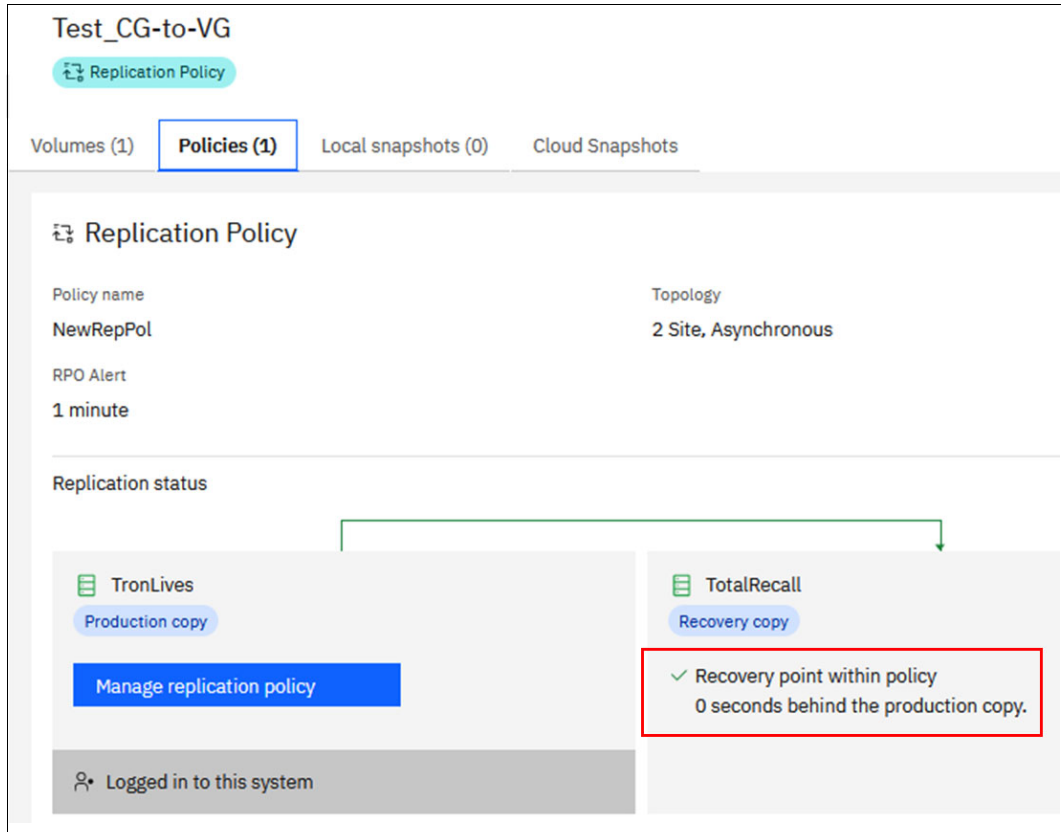 Test_CG-to-VG
Replication Policy
Volumes (1) Policies (1) Local snapshots (0) Cloud Snapshots
Replication Policy
Policy name Topology
NewRepPol 2 Site, Asynchronous
RPO Alert
1 minute
Replication status
TronLives TotalRecall
Production copy Recovery copy
Manage replication policy Recovery point within policy
0 seconds behind the production copy.
Logged in to this system